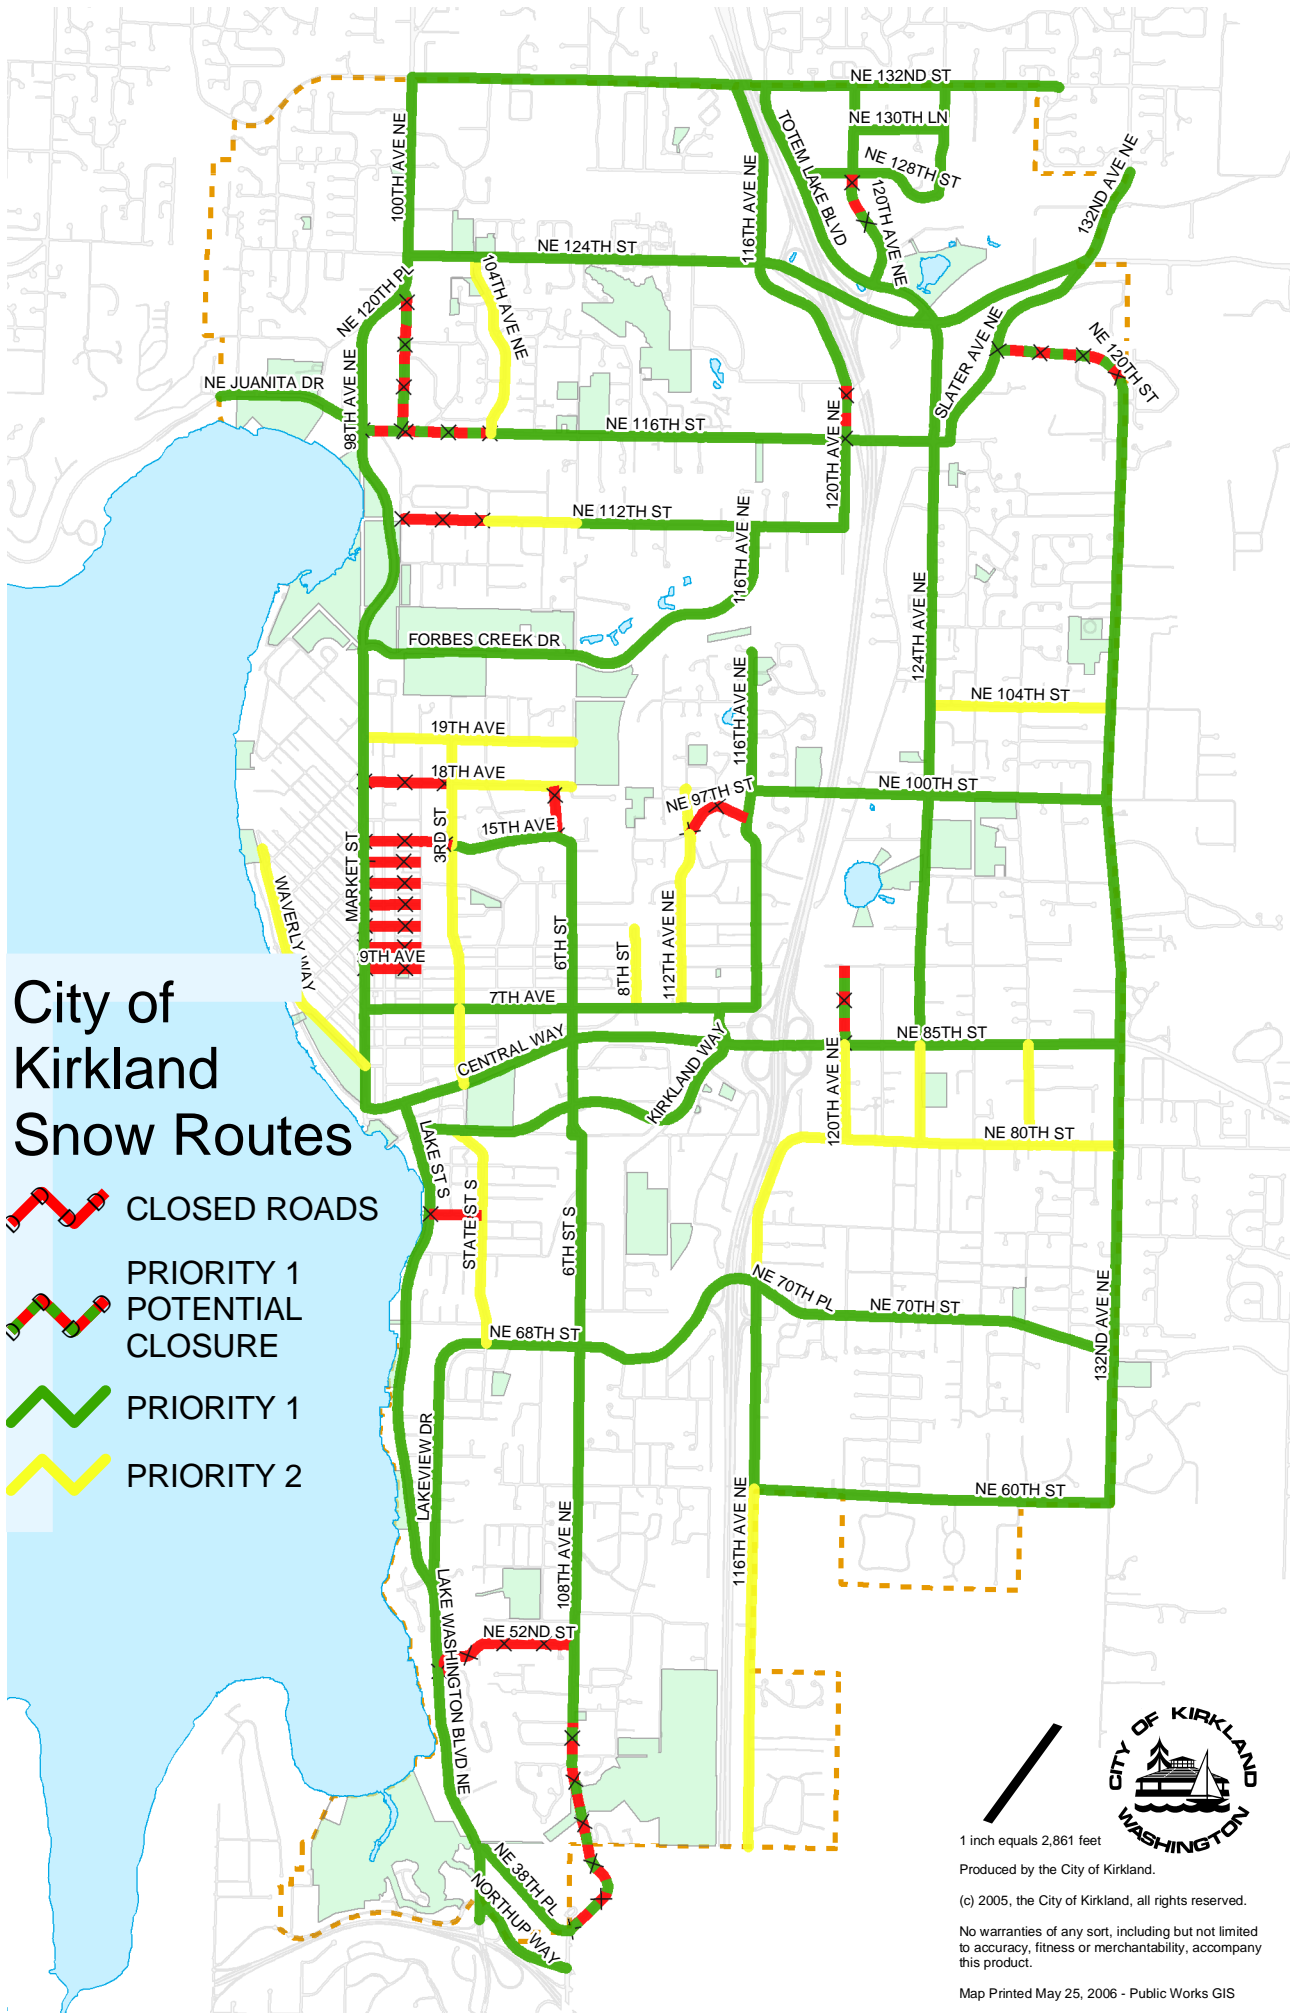 NE 132ND ST
NE 130TH LN
NE 128TH ST
TOTEM LAKE BLVD
120TH AVE NE
116TH AVE NE
100TH AVE NE
132ND AVE NE
NE 124TH ST
104TH AVE NE
NE 120TH PL
NE 120TH ST
SLATER AVE NE
NE JUANITA DR
98TH AVE NE
NE 116TH ST
120TH AVE NE
NE 112TH ST
116TH AVE NE
124TH AVE NE
FORBES CREEK DR
116TH AVE NE
NE 104TH ST
19TH AVE
18TH AVE
NE 97TH ST
NE 100TH ST
15TH AVE
3RD ST
MARKET ST
WAVERLY WAY
9TH AVE
6TH ST
8TH ST
112TH AVE NE
7TH AVE
CENTRAL WAY
KIRKLAND WAY
NE 85TH ST
120TH AVE NE
NE 80TH ST
City of
Kirkland
Snow Routes
CLOSED ROADS
PRIORITY 1
POTENTIAL
CLOSURE
PRIORITY 1
PRIORITY 2
LAKE ST S
STATE ST S
6TH ST S
NE 70TH PL
NE 70TH ST
NE 68TH ST
132ND AVE NE
LAKEVIEW DR
NE 60TH ST
116TH AVE NE
108TH AVE NE
LAKE WASHINGTON BLVD NE
NE 52ND ST
NE 38TH PL
NORTHUP WAY
CITY OF KIRKLAND
WASHINGTON
1 inch equals 2,861 feet
Produced by the City of Kirkland.
(c) 2005, the City of Kirkland, all rights reserved.
No warranties of any sort, including but not limited
to accuracy, fitness or merchantability, accompany
this product.
Map Printed May 25, 2006 - Public Works GIS